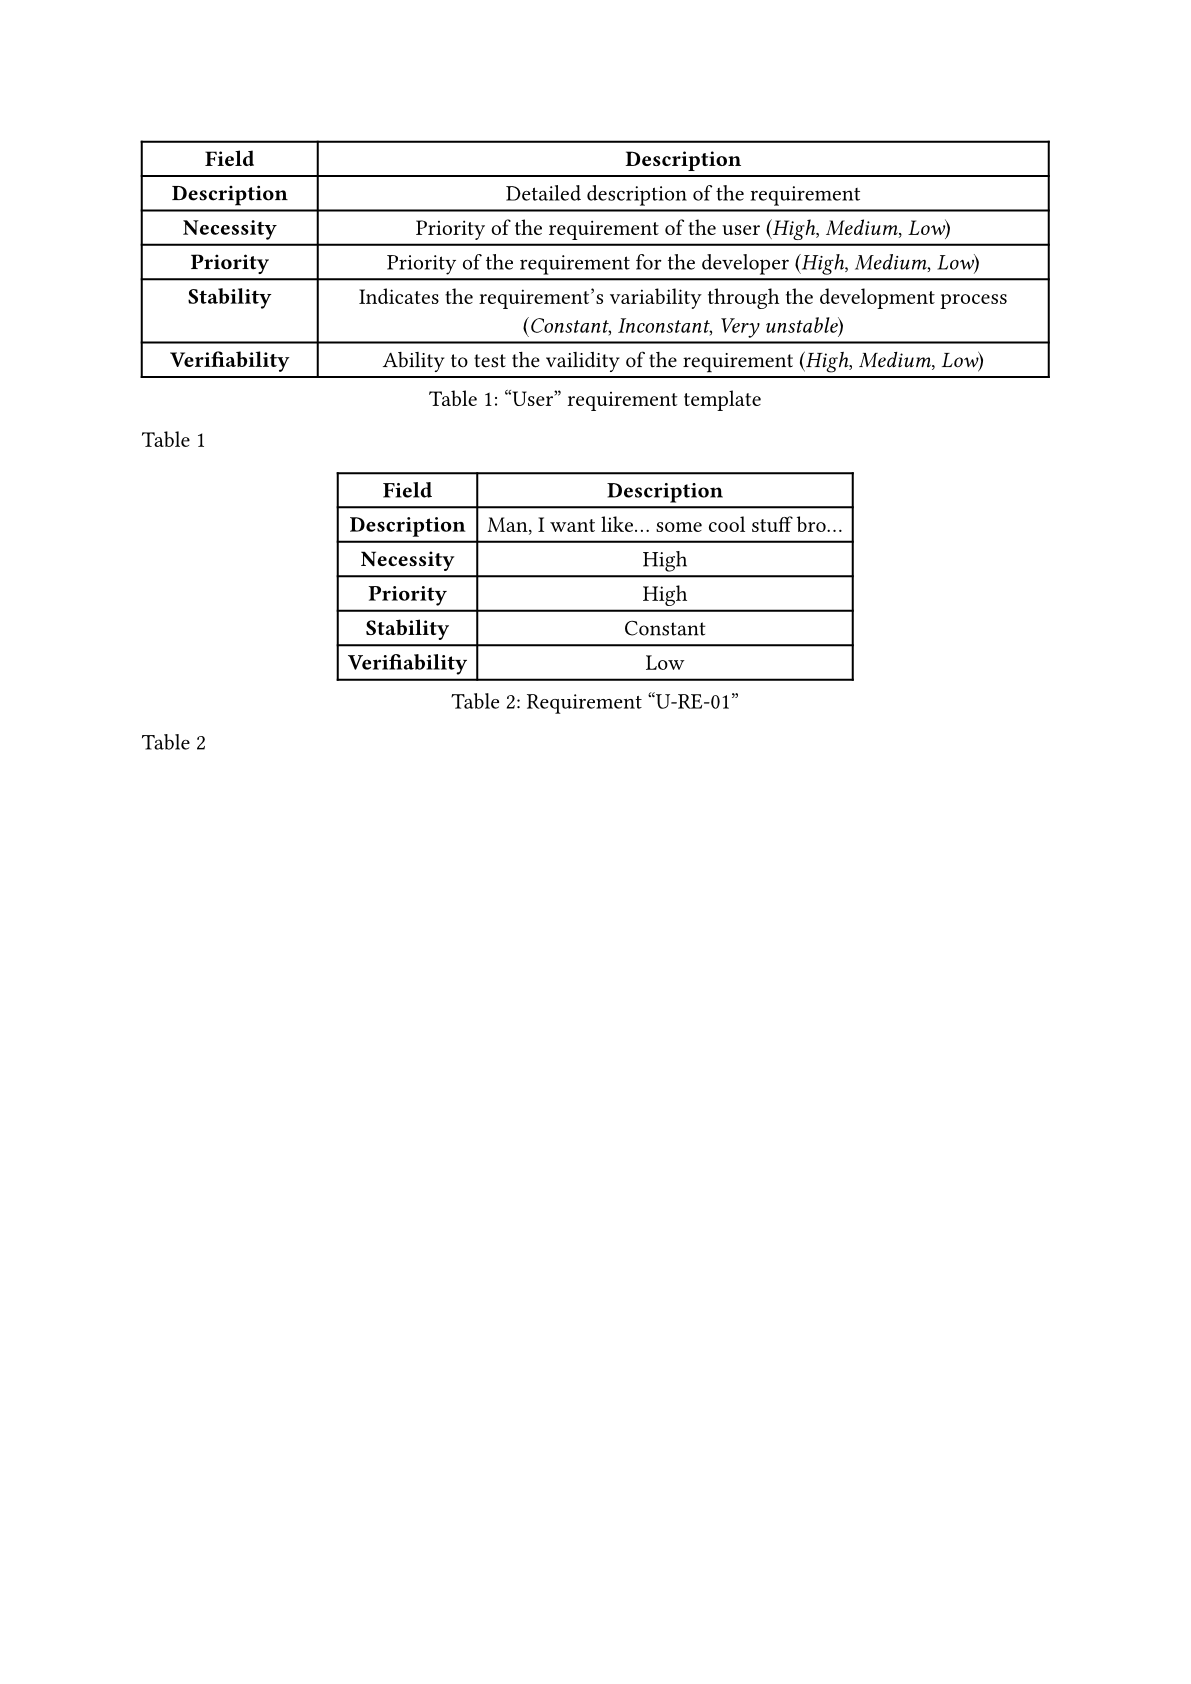 Field Description
Description Detailed description of the requirement
Necessity Priority of the requirement of the user (High, Medium, Low)
Priority Priority of the requirement for the developer (High, Medium, Low)
Stability Indicates the requirement’s variability through the development process
(Constant, Inconstant, Very unstable)
Verifiability Ability to test the vailidity of the requirement (High, Medium, Low)
Table 1: “User” requirement template
Table 1
Field Description
Description Man, I want like… some cool stuff bro…
Necessity High
Priority High
Stability Constant
Verifiability Low
Table 2: Requirement “U-RE-01”
Table 2